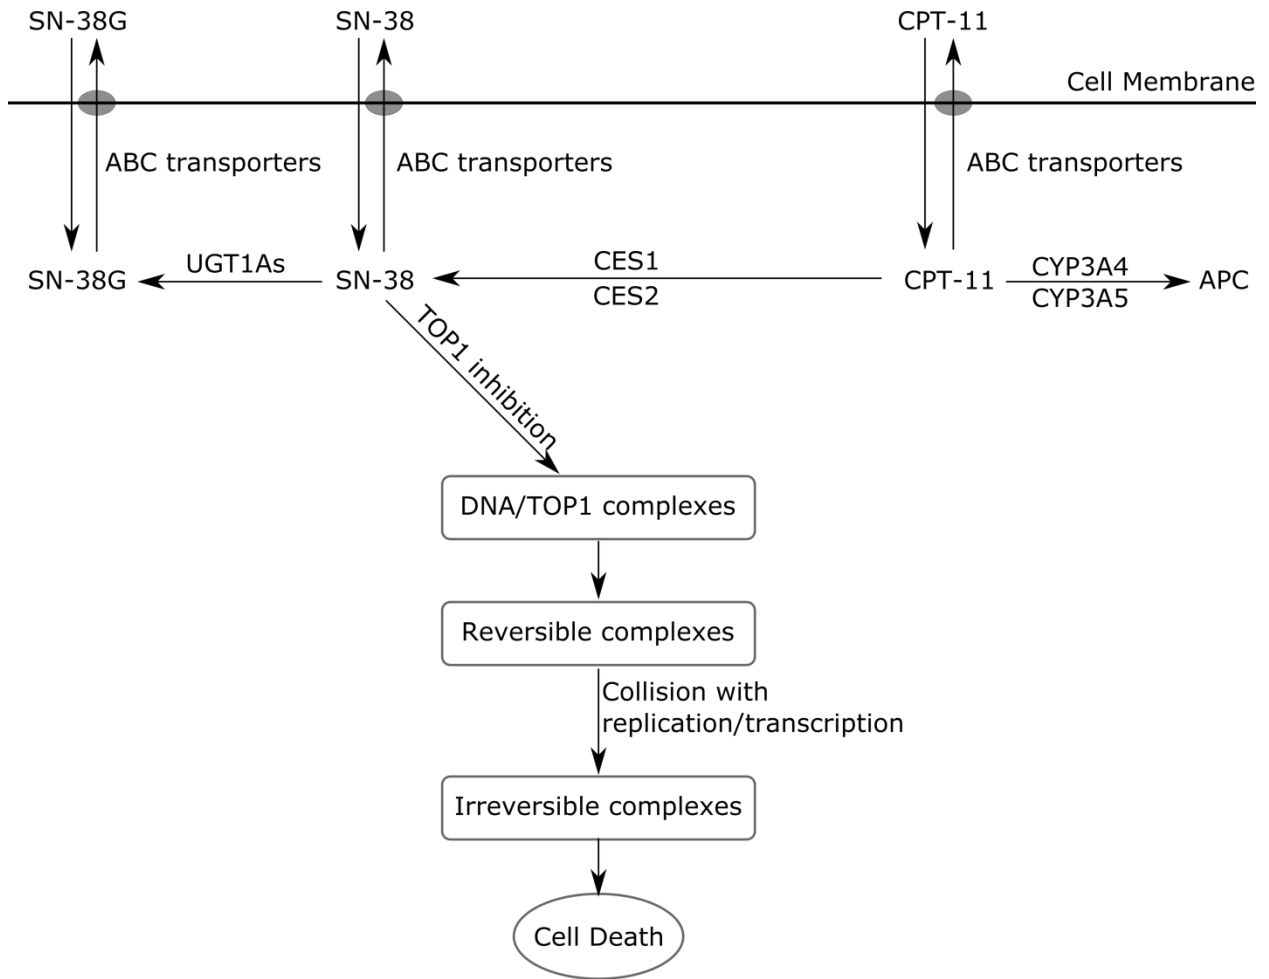 SN-38G
SN-38
CPT-11
Cell Membrane
ABC transporters
ABC transporters
ABC transporters
SN-38G
UGT1As
SN-38
CES1
CES2
CPT-11
CYP3A4
CYP3A5
APC
TOP1 inhibition
DNA/TOP1 complexes
Reversible complexes
Collision with
replication/transcription
Irreversible complexes
Cell Death